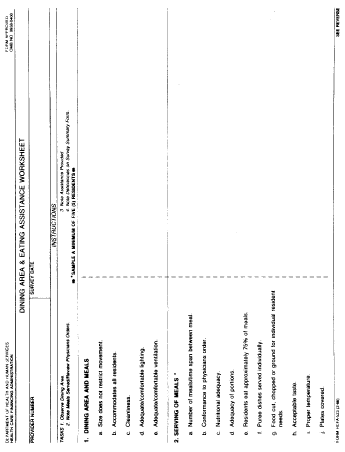 DEPARTMENT OF HEALTH AND HUMAN SERVICES
HEALTH CARE FINANCING ADMINISTRATION
FORM APPROVED
OMB NO.
DINING AREA & EATING ASSISTANCE WORKSHEET
PROVIDER NUMBER
SURVEY DATE
INSTRUCTIONS
TASKS: 1. Observe Dining Area
2. Note Meals Served/Review Physicians Orders
3. Note Assistance Provided
4. Note Deficiencies on Survey Summary Form
*SAMPLE A MINIMUM OF FIVE (5) RESIDENTS
1. DINING AREA AND MEALS
a. Size does not restrict movement.
b. Accommodates all residents.
c. Cleanliness.
d. Adequate/comfortable lighting.
e. Adequate/comfortable ventilation.
2. SERVING OF MEALS *
a. Number of meals/time span between meal.
b. Conformance to physicians order.
c. Nutritional adequacy.
d. Adequacy of portions.
e. Residents eat approximately 75% of meals.
f. Puree dishes served individually.
g. Food cut, chopped or ground for individual resident
needs.
h. Acceptable taste.
i. Proper temperature.
j. Plates covered.
FORM HCFA-
SEE REVERSE